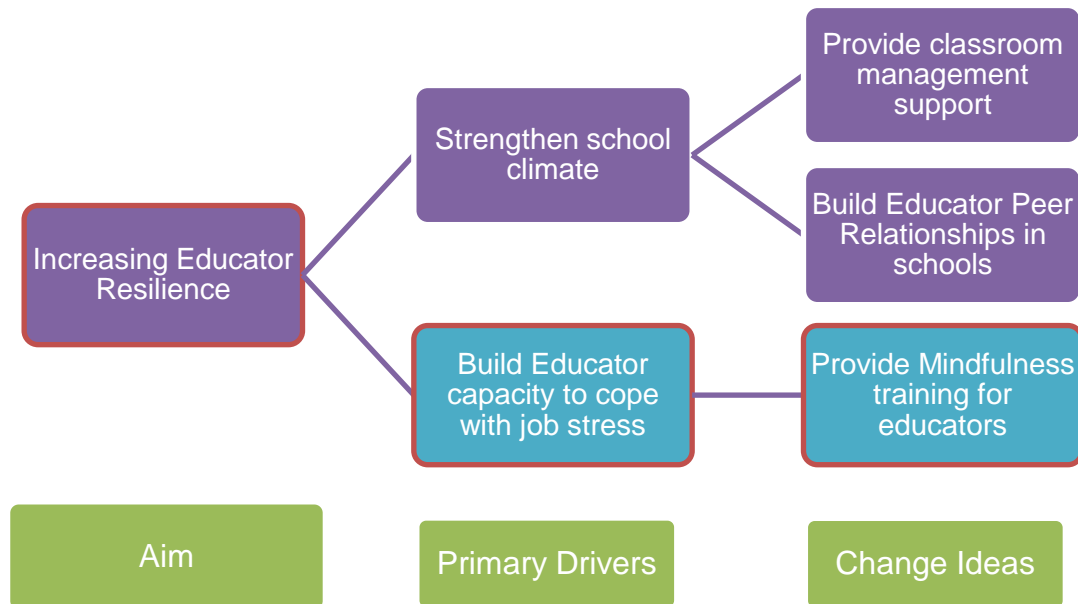 Provide classroom
management
support
Strengthen school
climate
Build Educator Peer
Relationships in
schools
Increasing Educator
Resilience
Build Educator
capacity to cope
with job stress
Provide Mindfulness
training for
educators
Aim
Primary Drivers
Change Ideas